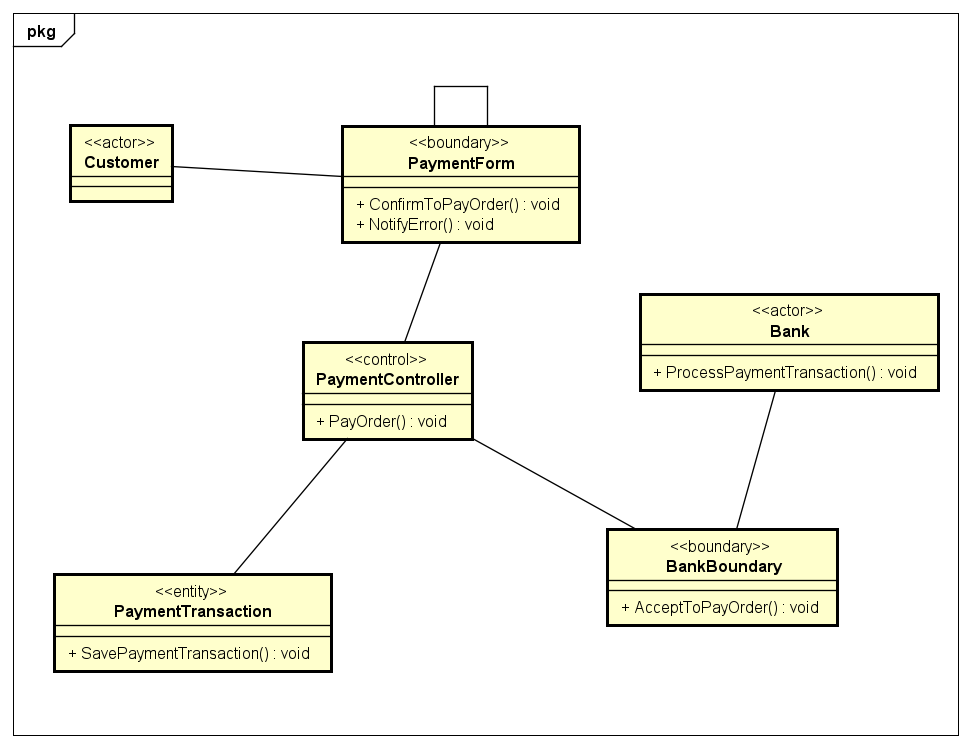 pkg
<<actor>>
Customer
<<boundary>>
PaymentForm
+ ConfirmToPayOrder() : void
+ NotifyError() : void
<<actor>>
Bank
+ ProcessPaymentTransaction() : void
<<control>>
PaymentController
+ PayOrder() : void
<<boundary>>
BankBoundary
+ AcceptToPayOrder() : void
<<entity>>
PaymentTransaction
+ SavePaymentTransaction() : void